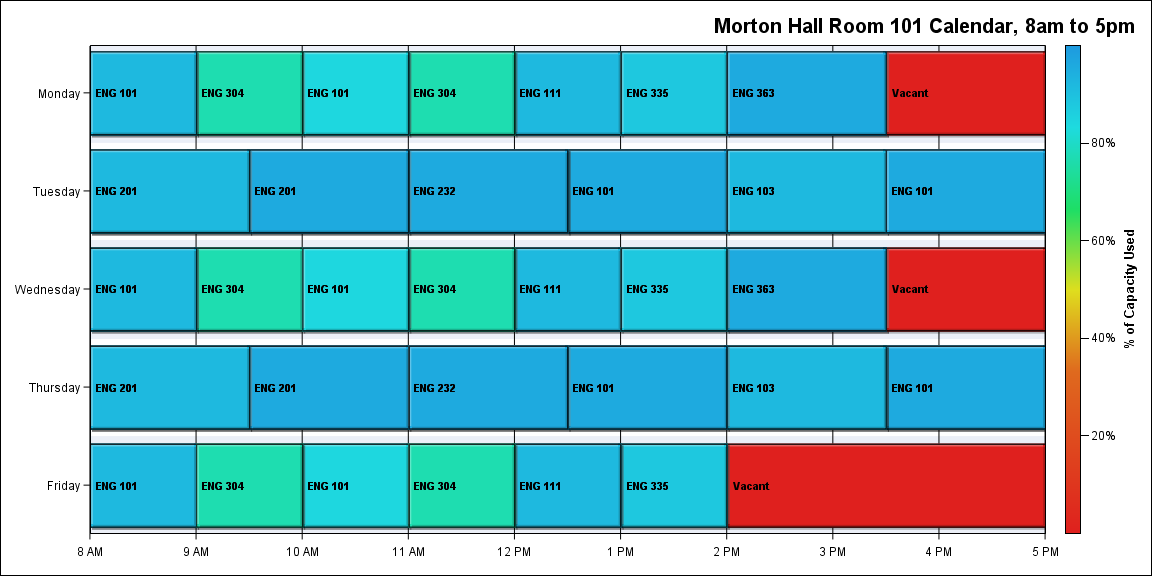 Morton Hall Room 101 Calendar, 8am to 5pm
Monday
ENG 101
ENG 304
ENG 101
ENG 304
ENG 111
ENG 335
ENG 363
Vacant
Tuesday
ENG 201
ENG 201
ENG 232
ENG 101
ENG 103
ENG 101
Wednesday
ENG 101
ENG 304
ENG 101
ENG 304
ENG 111
ENG 335
ENG 363
Vacant
Thursday
ENG 201
ENG 201
ENG 232
ENG 101
ENG 103
ENG 101
Friday
ENG 101
ENG 304
ENG 101
ENG 304
ENG 111
ENG 335
Vacant
8 AM
9 AM
10 AM
11 AM
12 PM
1 PM
2 PM
3 PM
4 PM
5 PM
80%
60%
40%
20%
% of Capacity Used